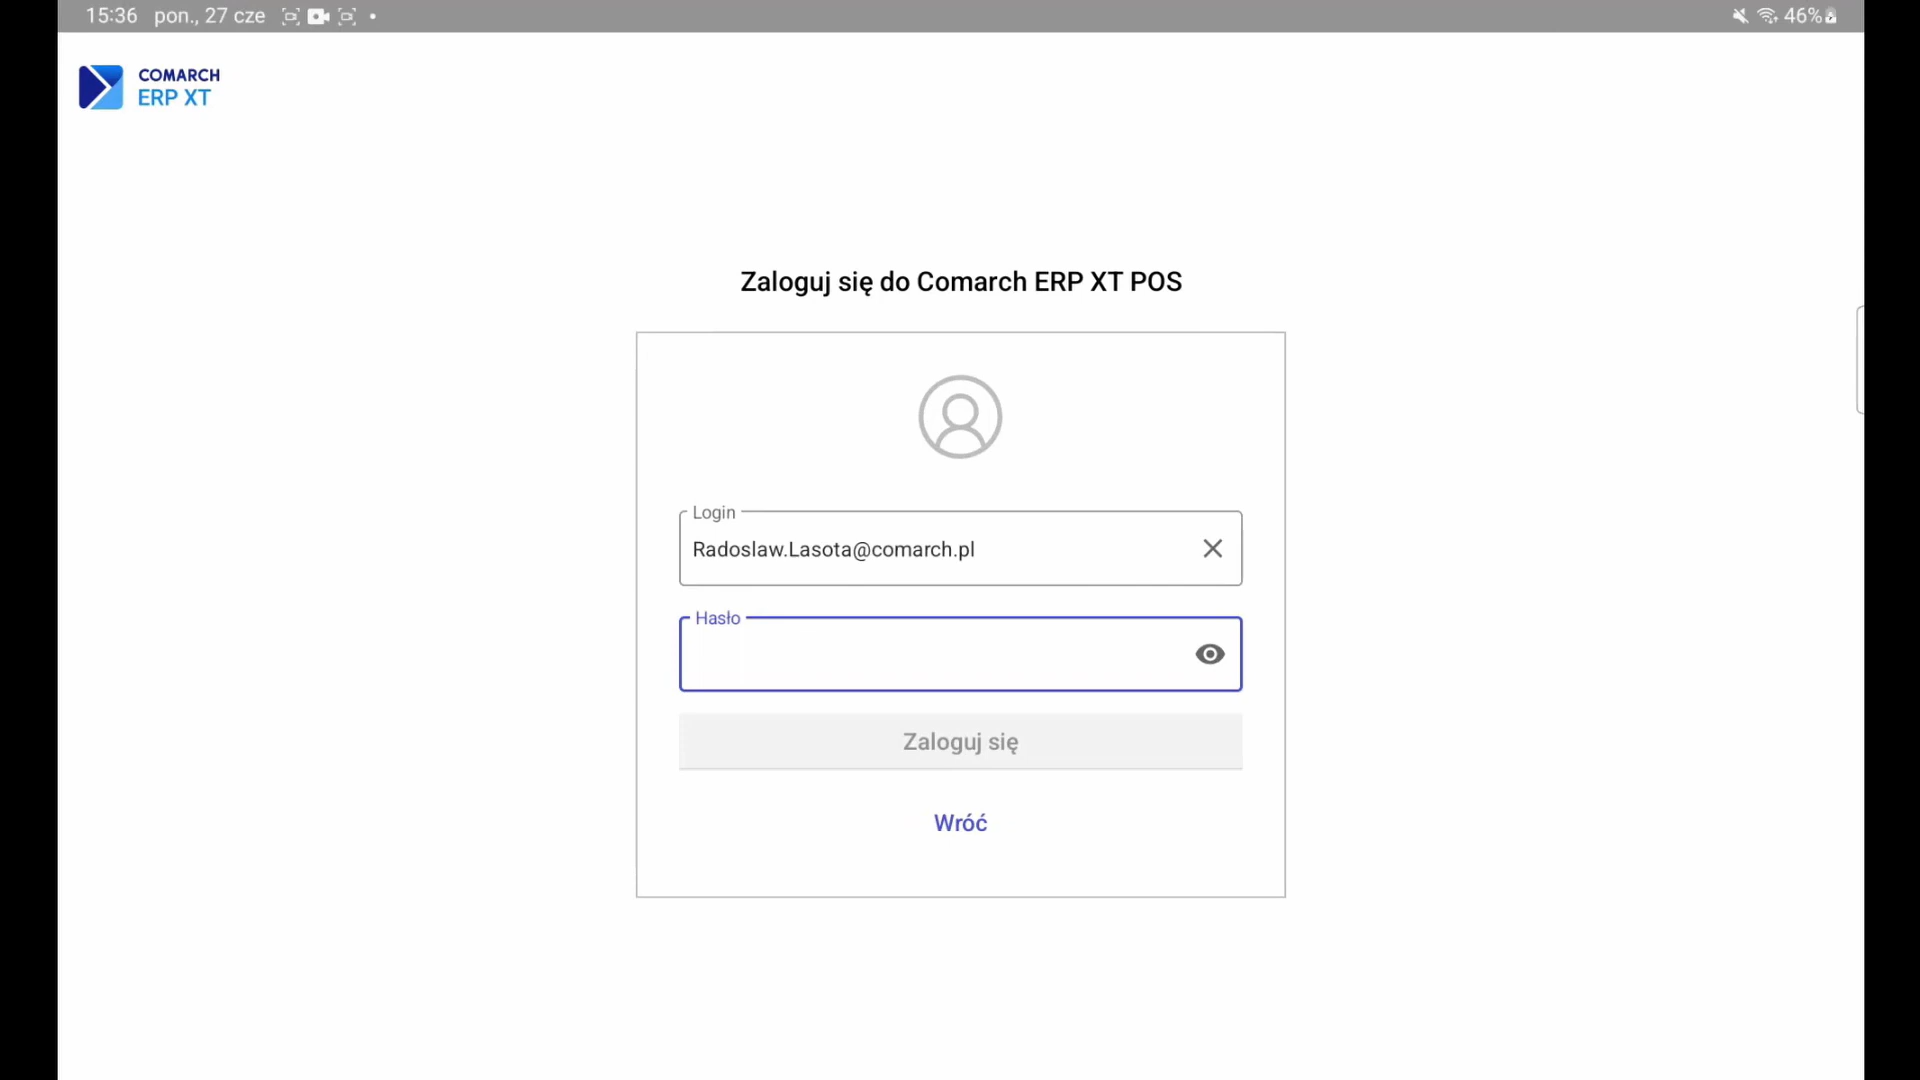 15:36 pon., 27 cze 46%
COMARCH
ERP XT
Zaloguj się do Comarch ERP XT POS
Login
Radoslaw.Lasota@comarch.pl
Hasło
Zaloguj się
Wróć